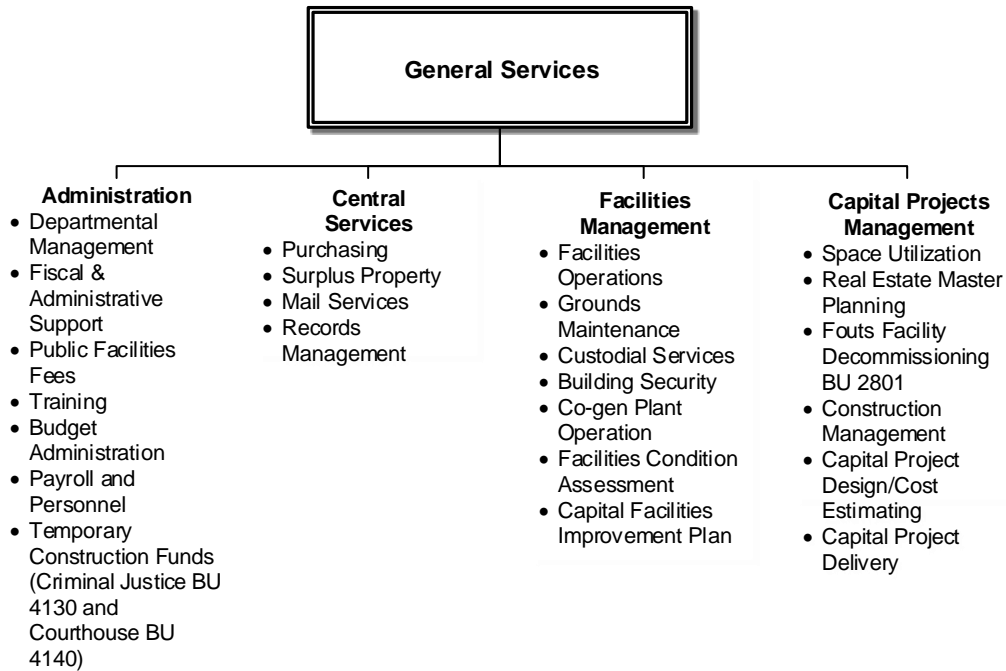 General Services
Administration
• Departmental
Management
• Fiscal &
Administrative
Support
• Public Facilities
Fees
• Training
• Budget
Administration
• Payroll and
Personnel
• Temporary
Construction Funds
(Criminal Justice BU
4130 and
Courthouse BU
4140)
Central
Services
• Purchasing
• Surplus Property
• Mail Services
• Records
Management
Facilities
Management
• Facilities
Operations
• Grounds
Maintenance
• Custodial Services
• Building Security
• Co-gen Plant
Operation
• Facilities Condition
Assessment
• Capital Facilities
Improvement Plan
Capital Projects
Management
• Space Utilization
• Real Estate Master
Planning
• Fouts Facility
Decommissioning
BU 2801
• Construction
Management
• Capital Project
Design/Cost
Estimating
• Capital Project
Delivery